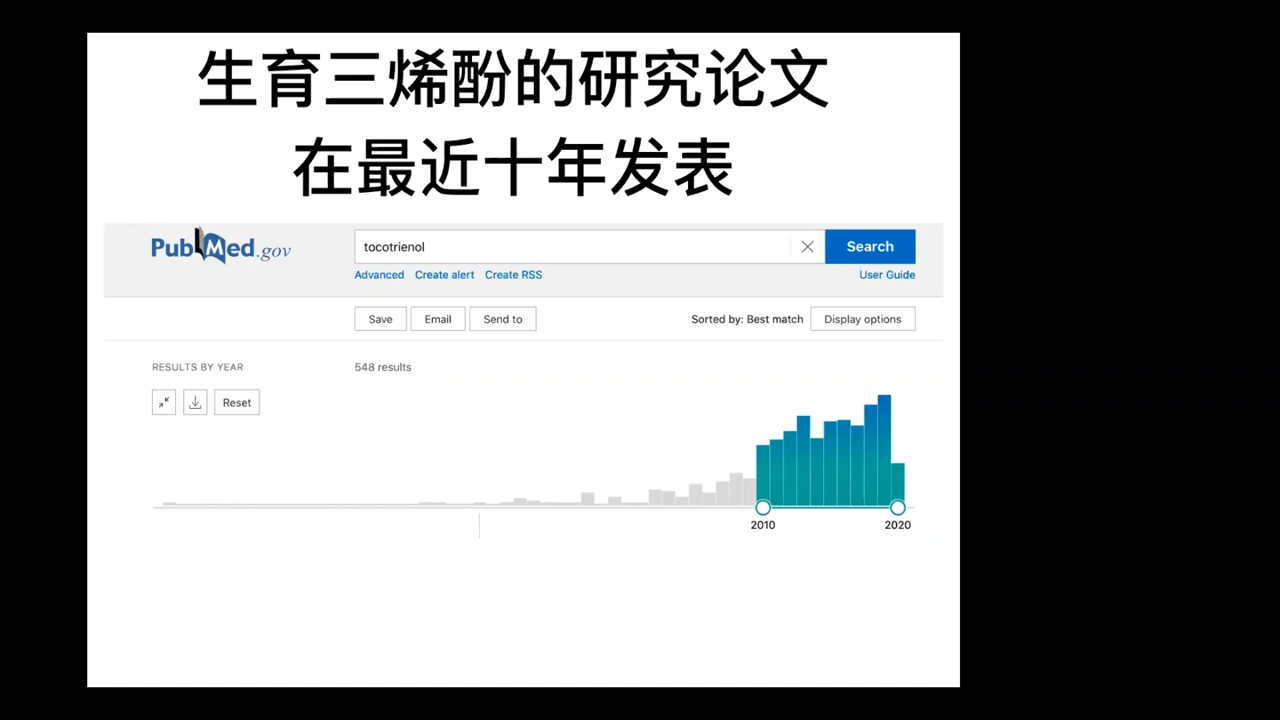 生育三烯酚的研究论文
在最近十年发表
PubMed.gov
tocotrienol
Search
Advanced Create alert Create RSS
User Guide
Save Email Send to
Sorted by: Best match Display options
RESULTS BY YEAR
548 results
Reset
2010 2020